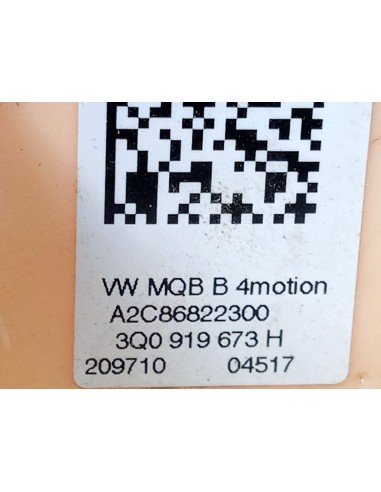 VW MQB B 4motion
A2C86822300
3Q0 919 673 H
209710 04517